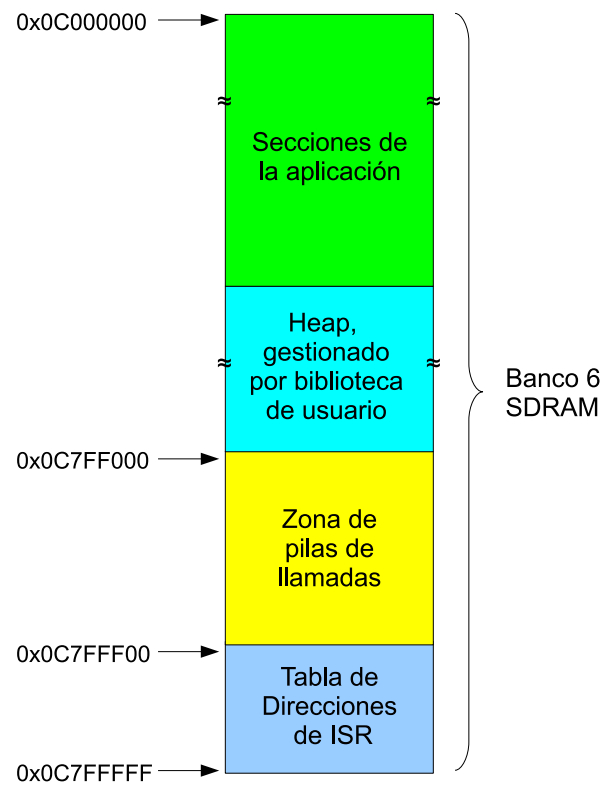 0x0C000000
Secciones de
la aplicación
Heap,
gestionado
por biblioteca
de usuario
Banco 6
SDRAM
0x0C7FF000
Zona de
pilas de
llamadas
0x0C7FFF00
Tabla de
Direcciones
de ISR
0x0C7FFFFF